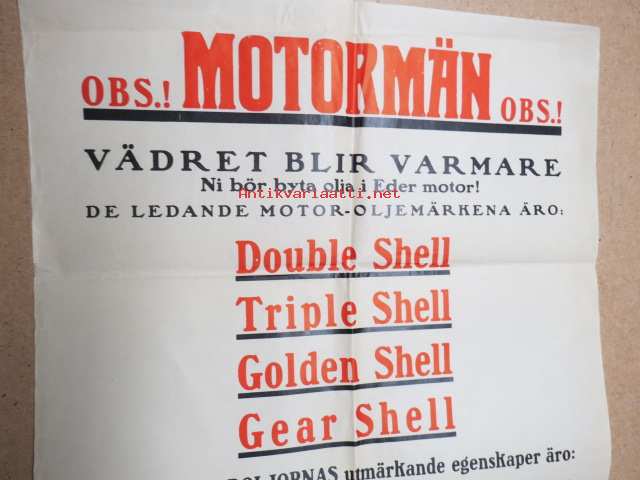 OBS.! MOTORMÄN OBS.!
VÄDRET BLIR VARMARE
Ni bör byta olja i Eder motor!
Antikvariaatti.net
DE LEDANDE MOTOR-OLJEMÄRKENA ÄRO:
Double Shell
Triple Shell
Golden Shell
Gear Shell
utmärkande egenskaper äro: